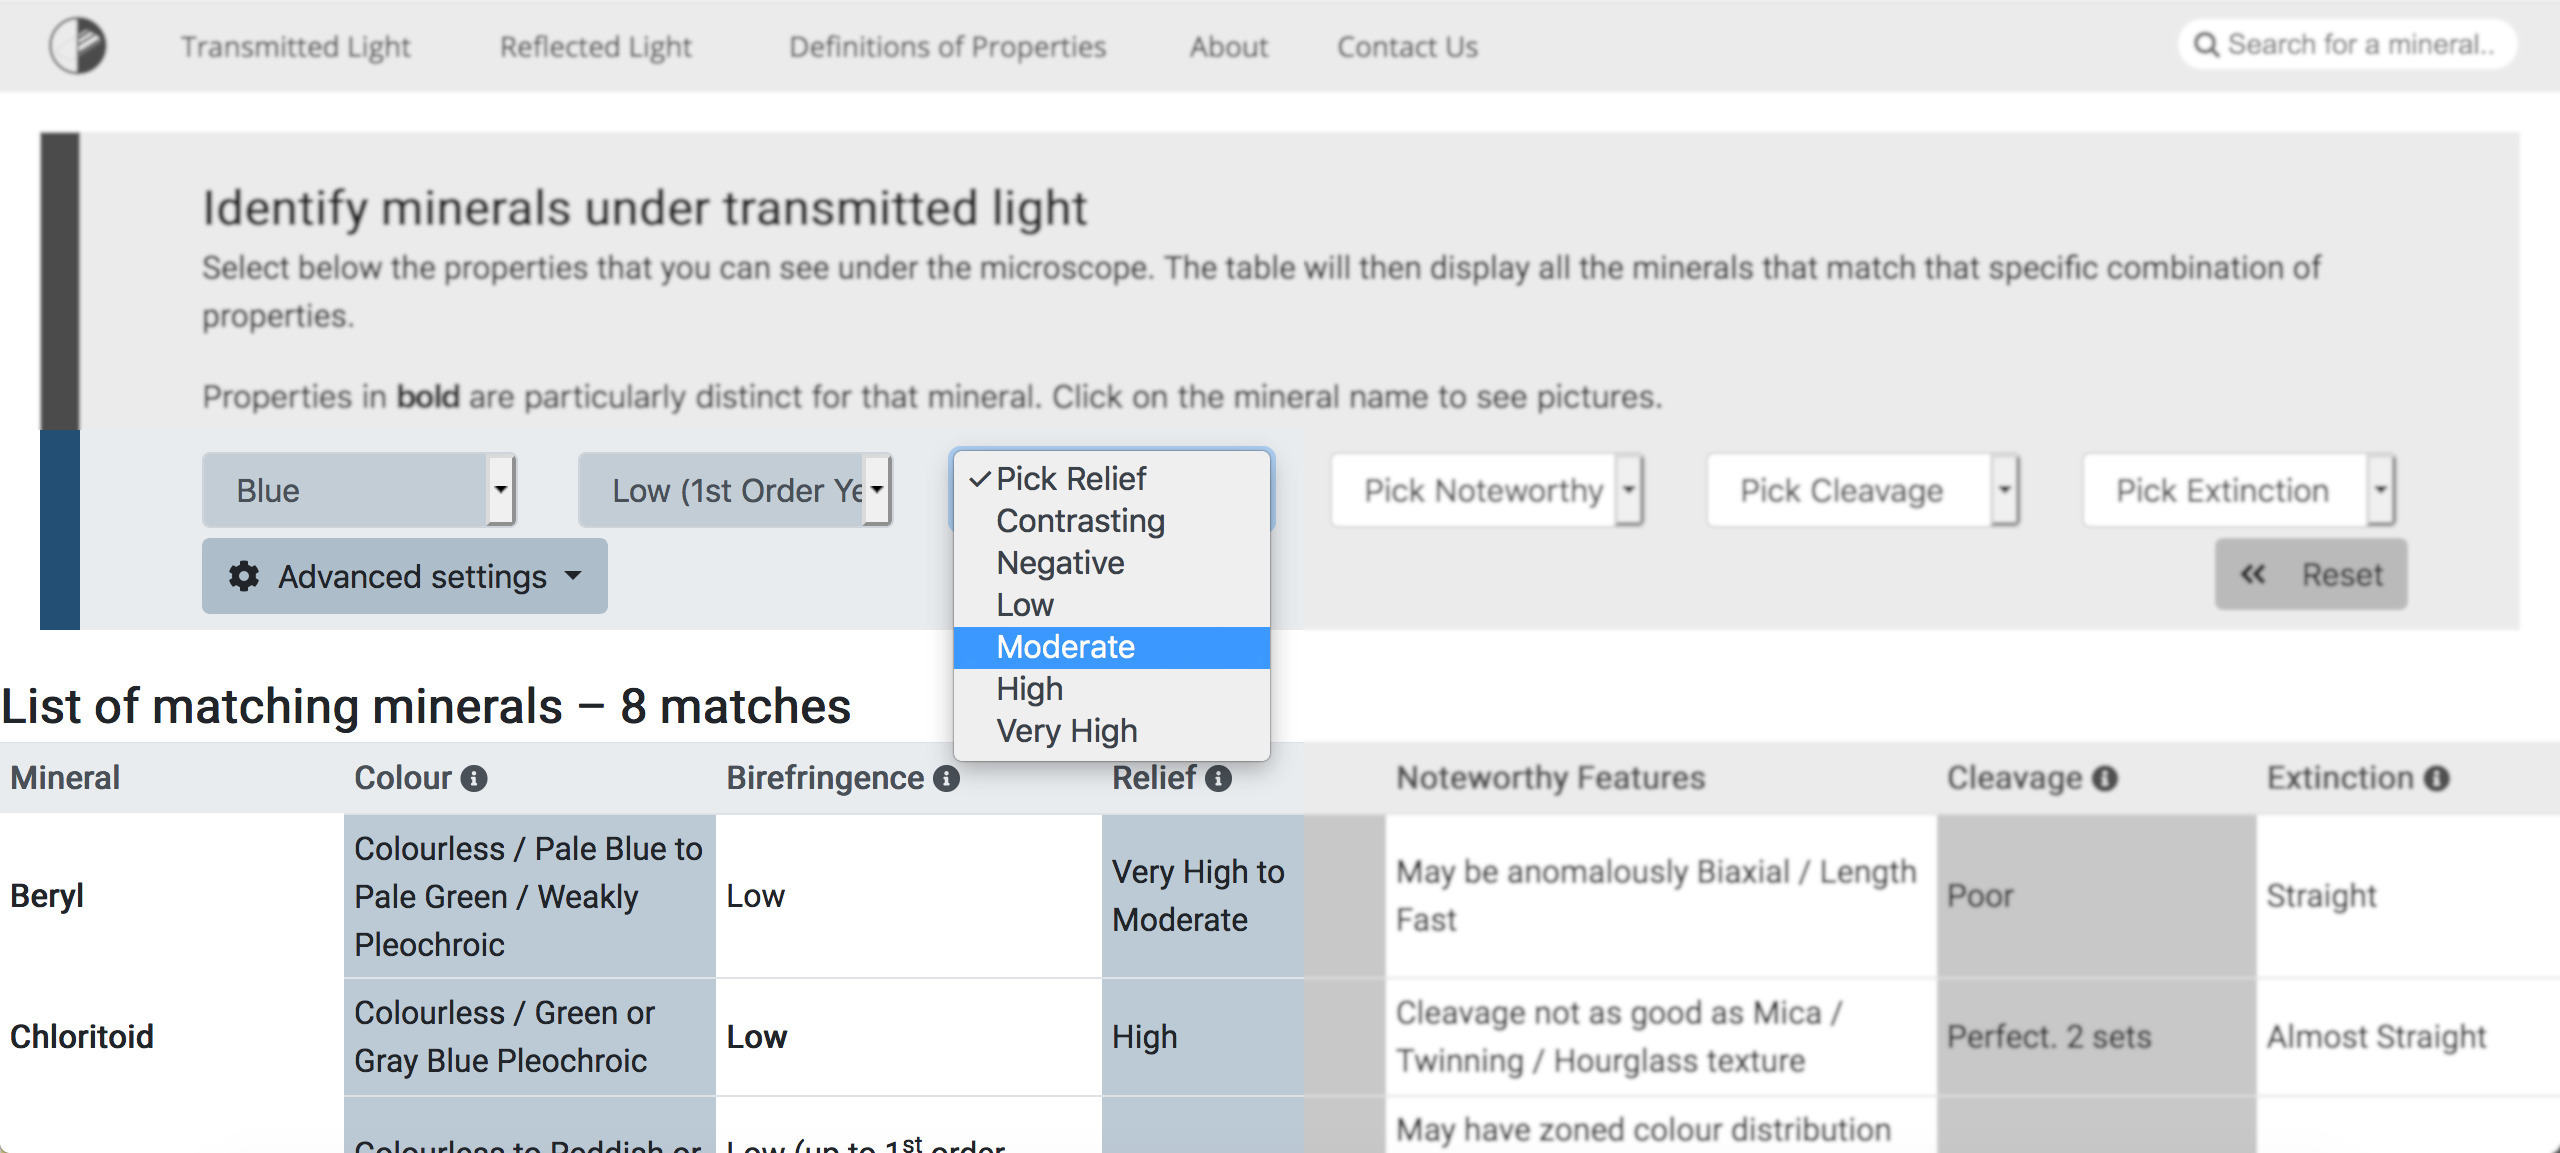 Transmitted Light Reflected Light Definitions of Properties About Contact Us Search for a mineral..
Identify minerals under transmitted light
Select below the properties that you can see under the microscope. The table will then display all the minerals that match that specific combination of
properties.
Properties in bold are particularly distinct for that mineral. Click on the mineral name to see pictures.
Blue Low (1st Order Ye Pick Noteworthy Pick Cleavage Pick Extinction
✓ Pick Relief
Contrasting
Negative
Low
Moderate
High
Very High
Advanced settings
Reset
List of matching minerals – 8 matches
Mineral Colour Birefringence Relief Noteworthy Features Cleavage Extinction
Beryl
Colourless / Pale Blue to
Pale Green / Weakly
Pleochroic
Low
Very High to
Moderate
May be anomalously Biaxial / Length
Fast
Poor
Straight
Chloritoid
Colourless / Green or
Gray Blue Pleochroic
Low
High
Cleavage not as good as Mica /
Twinning / Hourglass texture
Perfect. 2 sets
Almost Straight
Colourless to Reddish or
Low (up to 1st order
May have zoned colour distribution